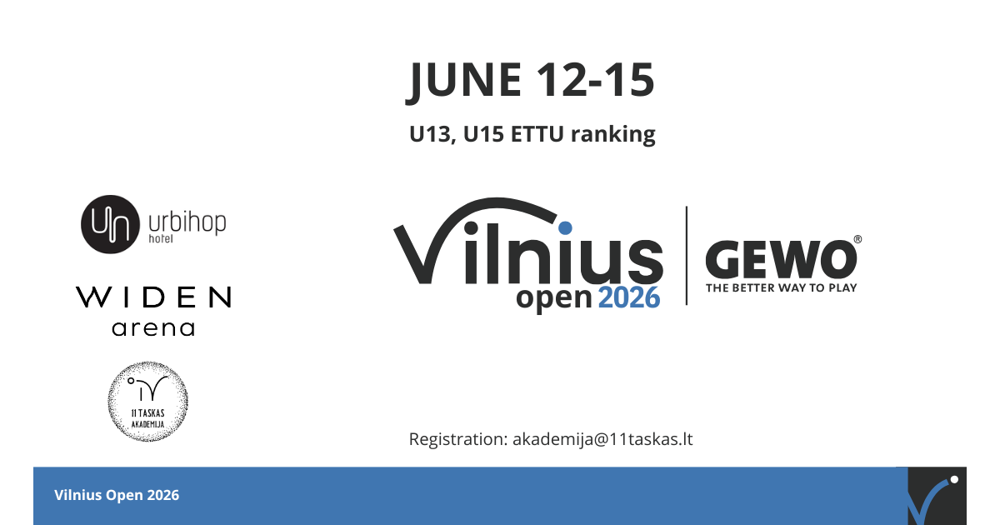 JUNE 12-15
U13, U15 ETTU ranking
urbihop
hotel
WIDEN
arena
11 TASKAS
AKADEMIJA
Vilnius
open 2026
GEWO®
THE BETTER WAY TO PLAY
Registration: akademija@11taskas.lt
Vilnius Open 2026